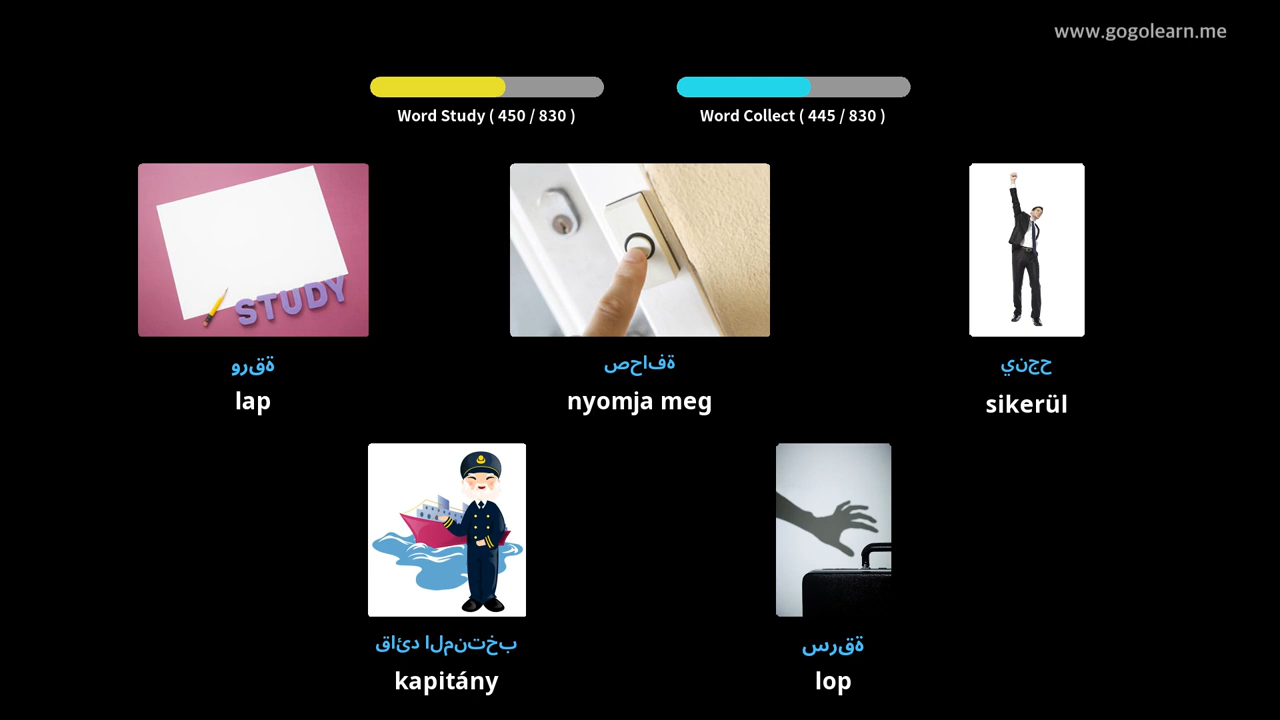 www.gogolearn.me
Word Study ( 450 / 830 )
Word Collect ( 445 / 830 )
STUDY
ورقة
lap
صحافة
nyomja meg
ينجح
sikerül
قائد المنتخب
kapitány
سرقة
lop